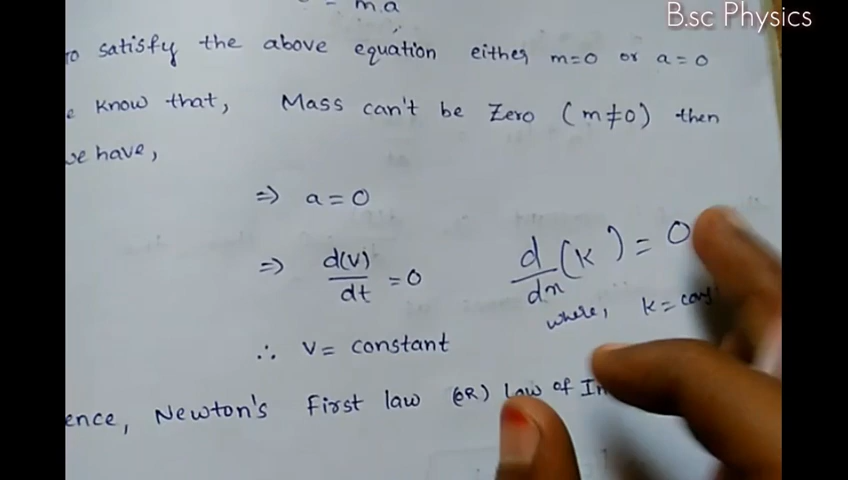 B.sc Physics
= m.a
to satisfy the above equation either m=0 or a=0
know that, Mass can't be Zero (m≠0) then
have,
⇒ a=0
⇒ d(v)/dt =0
d/dx (k) = 0
where, k=
∴ v= constant
Newton's First law (OR) law of